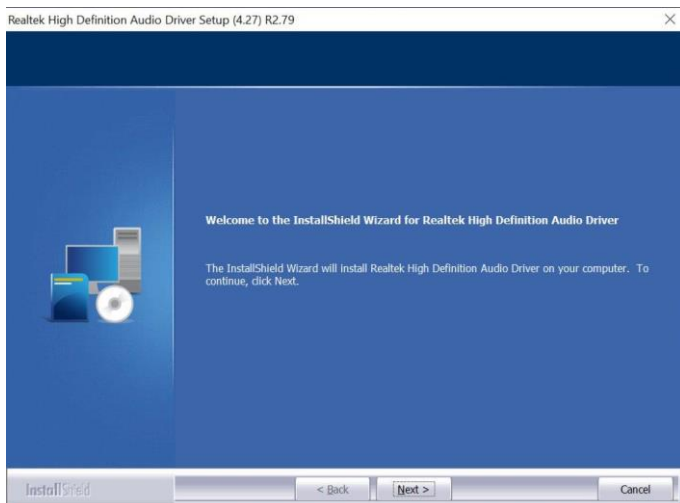 Realtek High Definition Audio Driver Setup (4.27) R2.79
Welcome to the InstallShield Wizard for Realtek High Definition Audio Driver
The InstallShield Wizard will install Realtek High Definition Audio Driver on your computer. To
continue, click Next.
InstallShield
< Back
Next >
Cancel